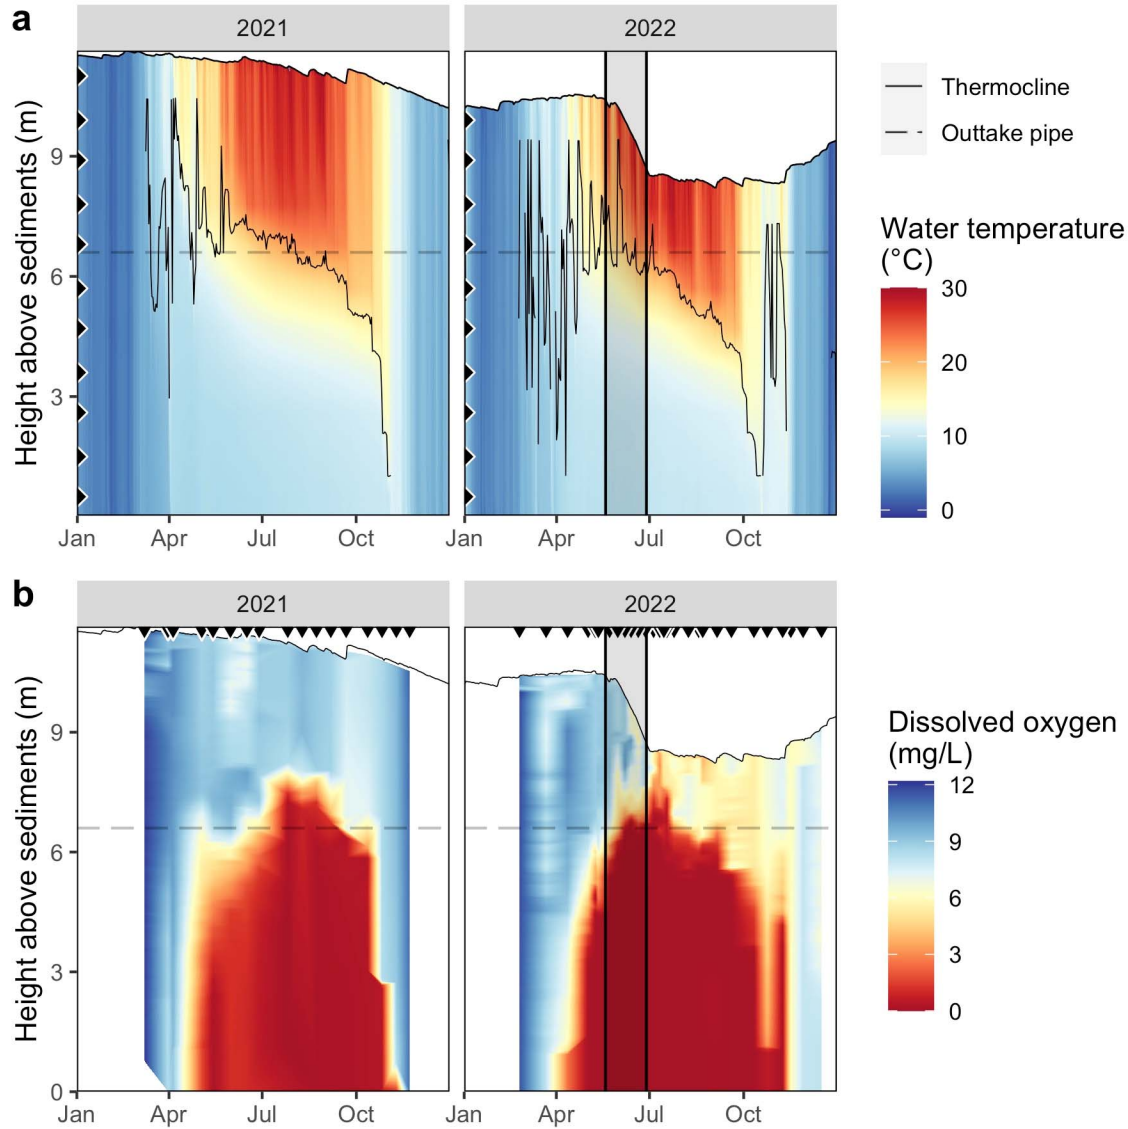 a
2021
2022
Height above sediments (m)
9
6
3
Jan
Apr
Jul
Oct
Jan
Apr
Jul
Oct
Thermocline
Outtake pipe
Water temperature
(°C)
30
20
10
0
b
2021
2022
Height above sediments (m)
9
6
3
0
Jan
Apr
Jul
Oct
Jan
Apr
Jul
Oct
Dissolved oxygen
(mg/L)
12
9
6
3
0